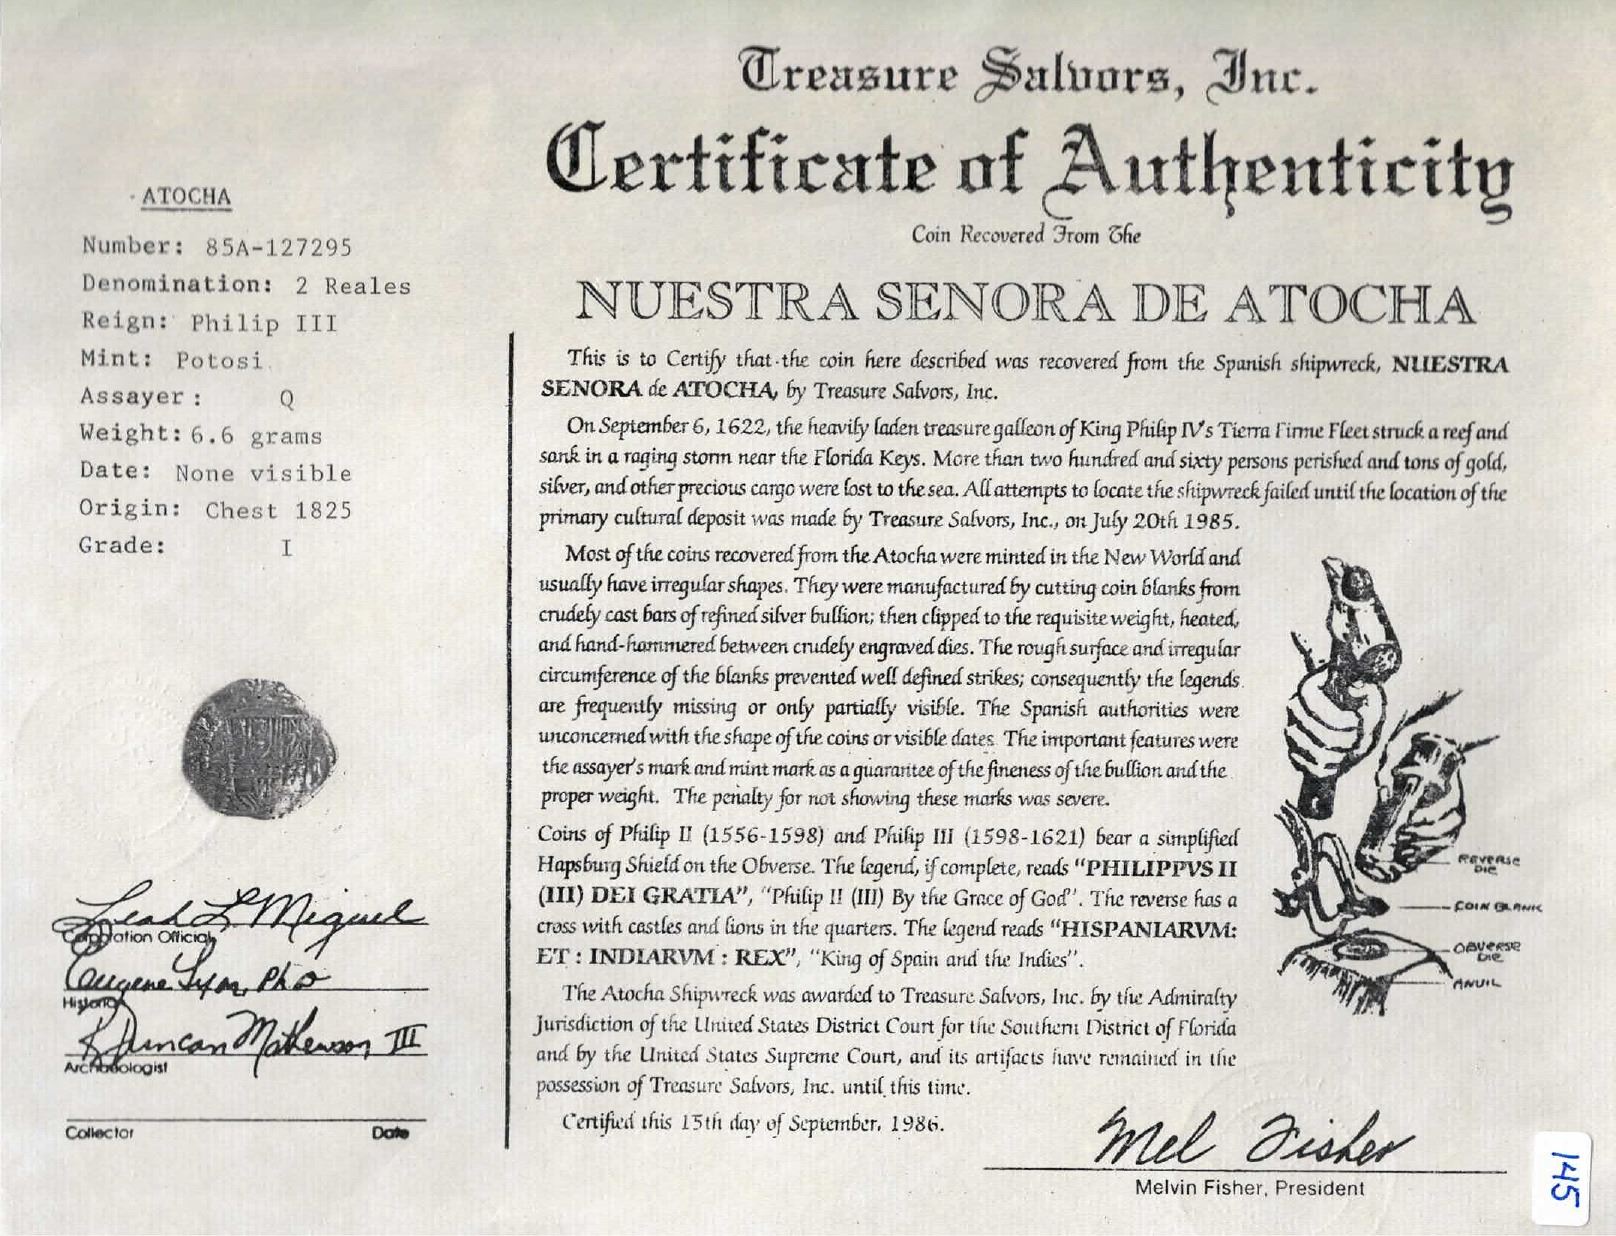 Treasure Salvors, Inc.
Certificate of Authenticity
Coin Recovered From The
NUESTRA SENORA DE ATOCHA
ATOCHA
Number: 85A-127295
Denomination: 2 Reales
Reign: Philip III
Mint: Potosi
Assayer: Q
Weight: 6.6 grams
Date: None visible
Origin: Chest 1825
Grade: I
Leah L Miguel
Corporation Official
Eugene Lyon, PhD
Historian
R Duncan Mathewson III
Archaeologist
Collector Date
This is to Certify that the coin here described was recovered from the Spanish shipwreck, NUESTRA
SENORA de ATOCHA, by Treasure Salvors, Inc.
On September 6, 1622, the heavily laden treasure galleon of King Philip IV's Tierra Firme Fleet struck a reef and
sank in a raging storm near the Florida Keys. More than two hundred and sixty persons perished and tons of gold,
silver, and other precious cargo were lost to the sea. All attempts to locate the shipwreck failed until the location of the
primary cultural deposit was made by Treasure Salvors, Inc., on July 20th 1985.
Most of the coins recovered from the Atocha were minted in the New World and
usually have irregular shapes. They were manufactured by cutting coin blanks from
crudely cast bars of refined silver bullion; then clipped to the requisite weight, heated,
and hand-hammered between crudely engraved dies. The rough surface and irregular
circumference of the blanks prevented well defined strikes; consequently the legends
are frequently missing or only partially visible. The Spanish authorities were
unconcerned with the shape of the coins or visible dates. The important features were
the assayer's mark and mint mark as a guarantee of the fineness of the bullion and the
proper weight. The penalty for not showing these marks was severe.
Coins of Philip II (1556-1598) and Philip III (1598-1621) bear a simplified
Hapsburg Shield on the Obverse. The legend, if complete, reads "PHILIPPVS II
(III) DEI GRATIA", "Philip II (III) By the Grace of God". The reverse has a
cross with castles and lions in the quarters. The legend reads "HISPANIARVM:
ET : INDIARVM : REX", "King of Spain and the Indies".
The Atocha Shipwreck was awarded to Treasure Salvors, Inc. by the Admiralty
Jurisdiction of the United States District Court for the Southern District of Florida
and by the United States Supreme Court, and its artifacts have remained in the
possession of Treasure Salvors, Inc. until this time.
Certified this 15th day of September, 1986.
REVERSE
DIE
COIN BLANK
OBVERSE
DIE
ANVIL
Mel Fisher
Melvin Fisher, President
145